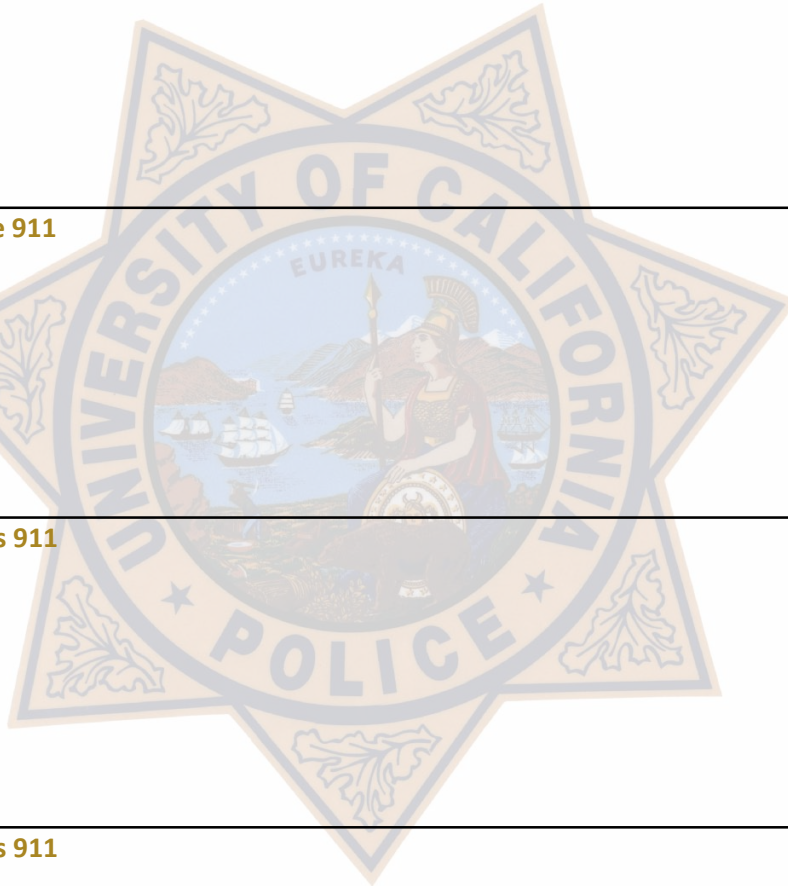 UNIVERSITY OF CALIFORNIA
EUREKA
e 911
s 911
POLICE
s 911